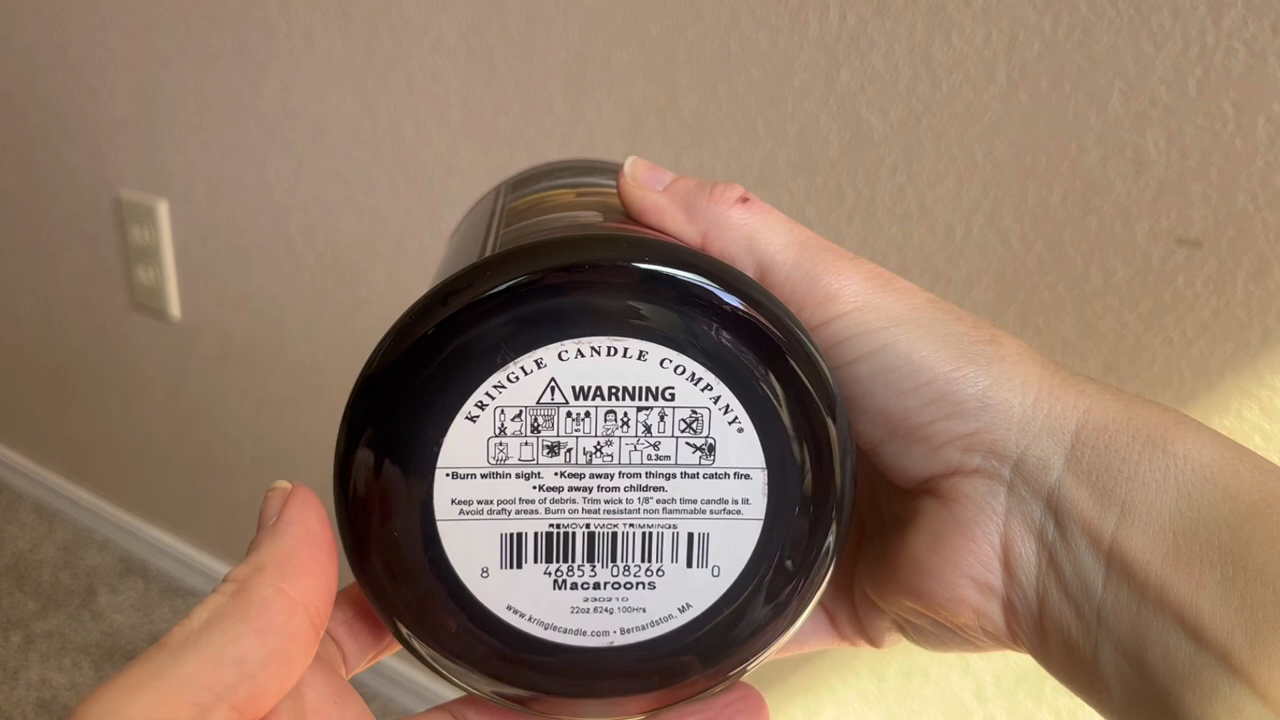 KRINGLE CANDLE COMPANY®
WARNING
0.3cm
•Burn within sight. •Keep away from things that catch fire.
•Keep away from children.
Keep wax pool free of debris. Trim wick to 1/8" each time candle is lit.
Avoid drafty areas. Burn on heat resistant non flammable surface.
REMOVE WICK TRIMMINGS
8 46853 08266 0
Macaroons
230210
22oz.624g.100Hrs
www.kringlecandle.com • Bernardston, MA